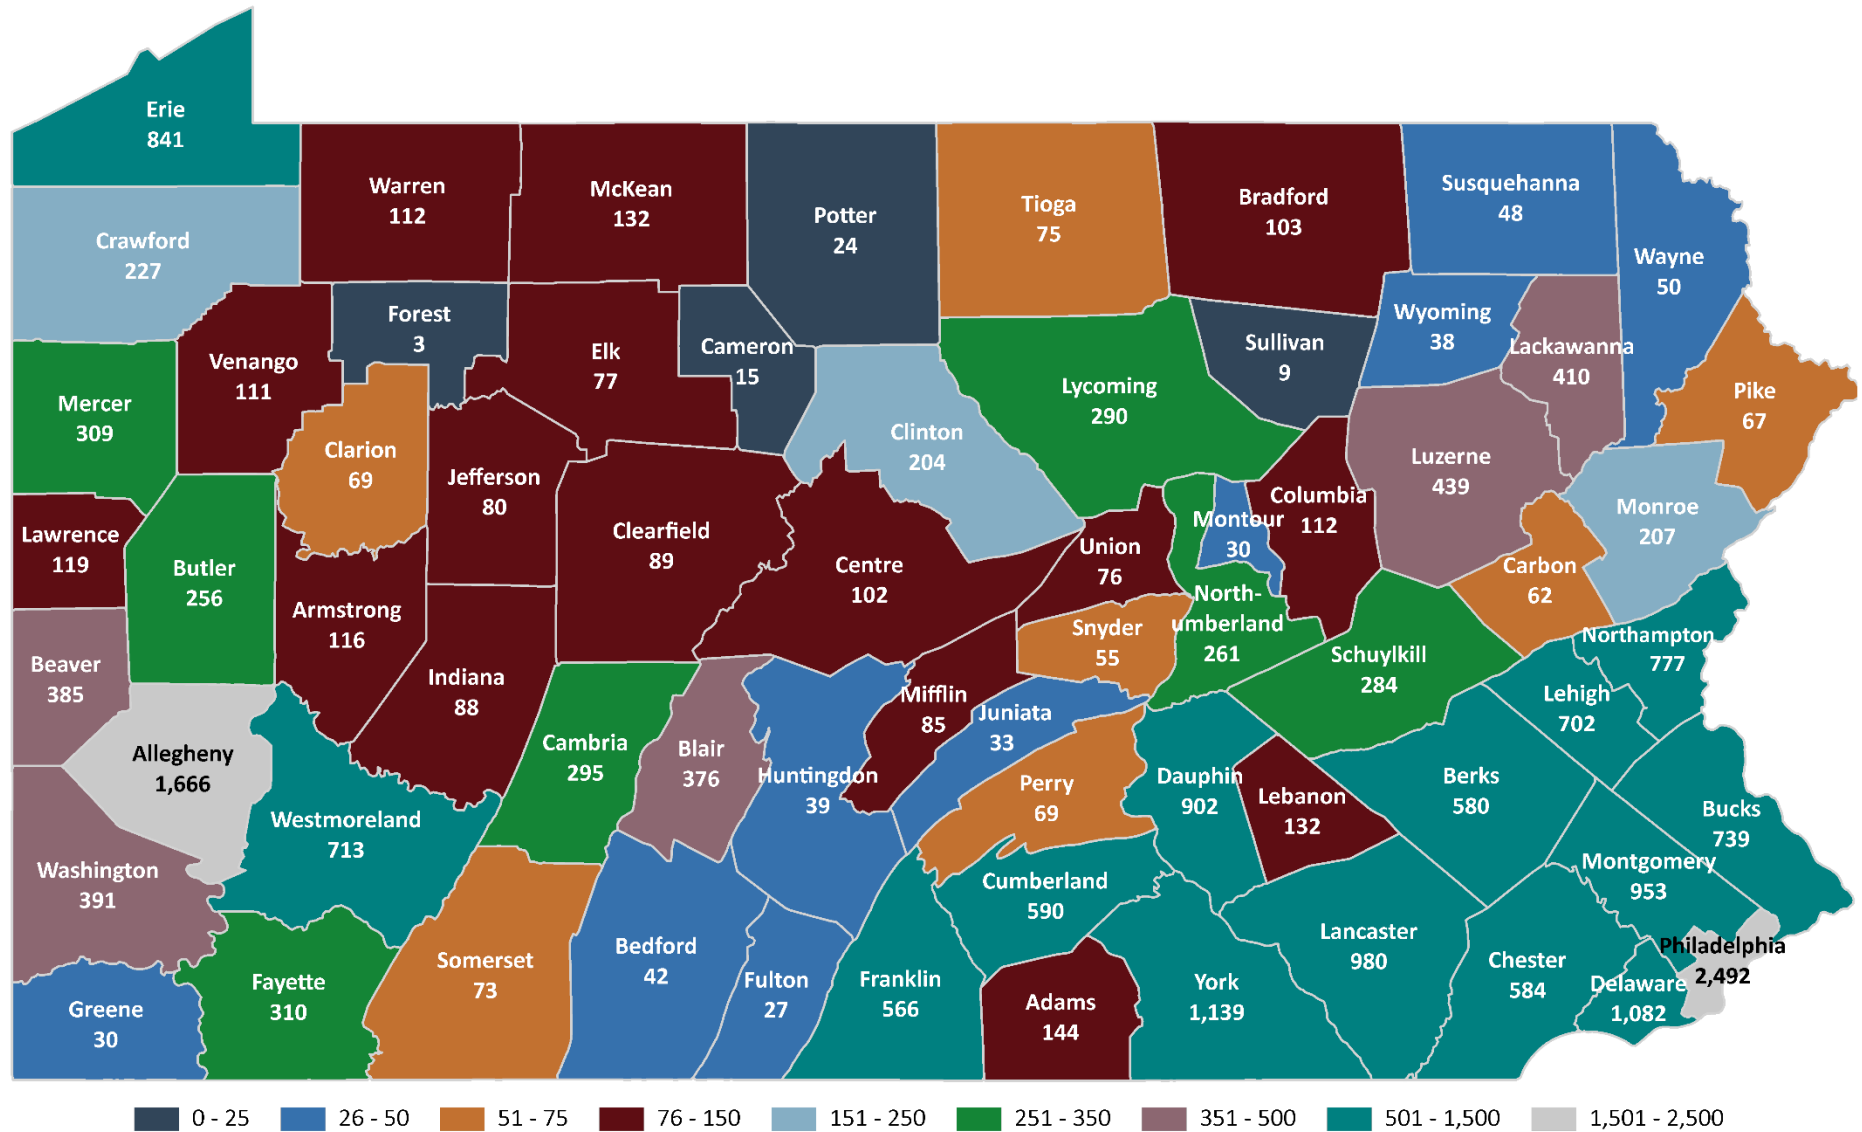 Erie
841
Warren
112
McKean
132
Potter
24
Tioga
75
Bradford
103
Susquehanna
48
Wayne
50
Crawford
227
Forest
3
Venango
111
Elk
77
Cameron
15
Sullivan
9
Wyoming
38
Lackawanna
410
Lycoming
290
Pike
67
Mercer
309
Clarion
69
Jefferson
80
Clinton
204
Luzerne
439
Columbia
112
Montour
30
Monroe
207
Lawrence
119
Butler
256
Clearfield
89
Centre
102
Union
76
Carbon
62
Armstrong
116
North-
umberland
261
Snyder
55
Beaver
385
Indiana
88
Northampton
777
Schuylkill
284
Lehigh
702
Mifflin
85
Juniata
33
Allegheny
1,666
Cambria
295
Blair
376
Huntingdon
39
Perry
69
Dauphin
902
Lebanon
132
Berks
580
Bucks
739
Westmoreland
713
Washington
391
Cumberland
590
Montgomery
953
Lancaster
980
Philadelphia
2,492
Somerset
73
Bedford
42
Fulton
27
Franklin
566
Adams
144
York
1,139
Chester
584
Delaware
1,082
Fayette
310
Greene
30
0 - 25
26 - 50
51 - 75
76 - 150
151 - 250
251 - 350
351 - 500
501 - 1,500
1,501 - 2,500